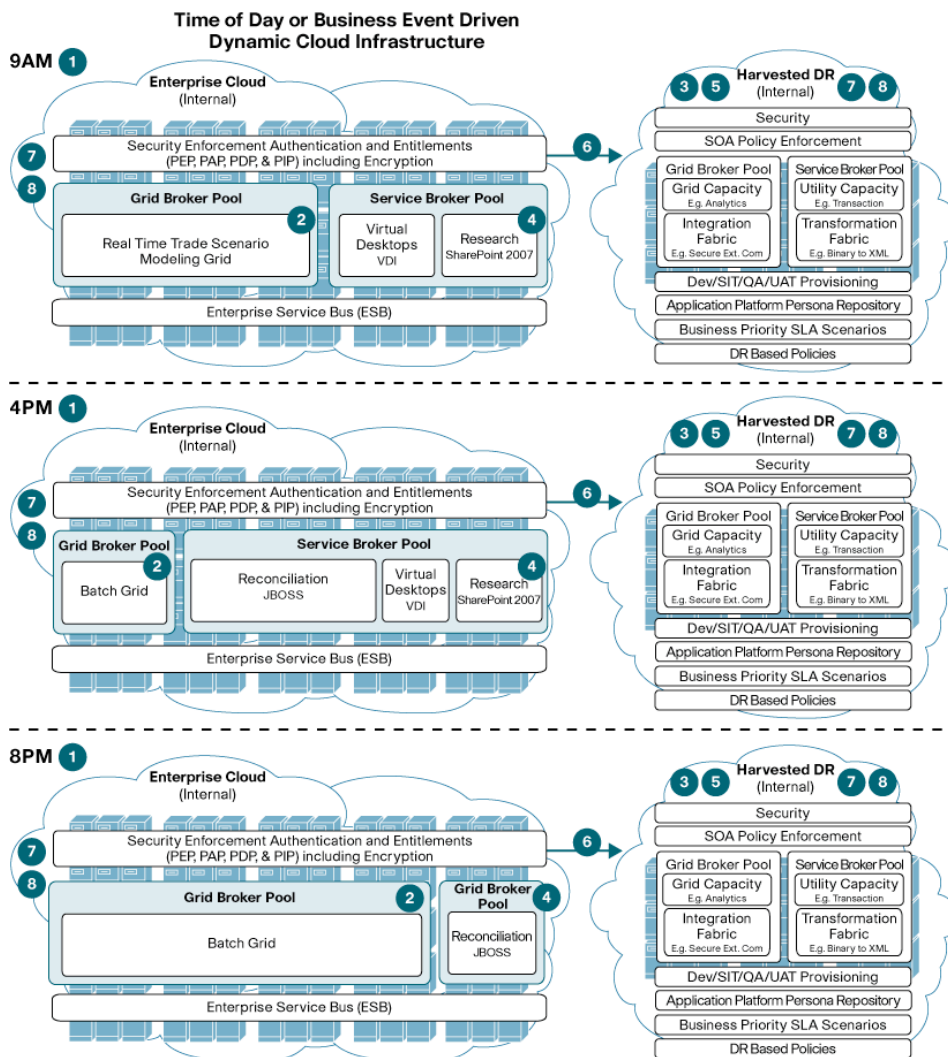 Time of Day or Business Event Driven
Dynamic Cloud Infrastructure
9AM 1
Enterprise Cloud
(Internal)
7
Security Enforcement Authentication and Entitlements
(PEP, PAP, PDP, & PIP) including Encryption
8
Grid Broker Pool
2
Real Time Trade Scenario
Modeling Grid
Service Broker Pool
4
Virtual
Desktops
VDI
Research
SharePoint 2007
Enterprise Service Bus (ESB)
6
Harvested DR
(Internal)
3 5 7 8
Security
SOA Policy Enforcement
Grid Broker Pool
Grid Capacity
E.g. Analytics
Integration
Fabric
E.g. Secure Ext. Com
Service Broker Pool
Utility Capacity
E.g. Transaction
Transformation
Fabric
E.g. Binary to XML
Dev/SIT/QA/UAT Provisioning
Application Platform Persona Repository
Business Priority SLA Scenarios
DR Based Policies
4PM 1
Enterprise Cloud
(Internal)
7
Security Enforcement Authentication and Entitlements
(PEP, PAP, PDP, & PIP) including Encryption
8
Grid Broker Pool
2
Batch Grid
Service Broker Pool
4
Reconciliation
JBOSS
Virtual
Desktops
VDI
Research
SharePoint 2007
Enterprise Service Bus (ESB)
6
Harvested DR
(Internal)
3 5 7 8
Security
SOA Policy Enforcement
Grid Broker Pool
Grid Capacity
E.g. Analytics
Integration
Fabric
E.g. Secure Ext. Com
Service Broker Pool
Utility Capacity
E.g. Transaction
Transformation
Fabric
E.g. Binary to XML
Dev/SIT/QA/UAT Provisioning
Application Platform Persona Repository
Business Priority SLA Scenarios
DR Based Policies
8PM 1
Enterprise Cloud
(Internal)
7
Security Enforcement Authentication and Entitlements
(PEP, PAP, PDP, & PIP) including Encryption
8
Grid Broker Pool
2
Batch Grid
Grid Broker
Pool
4
Reconciliation
JBOSS
Enterprise Service Bus (ESB)
6
Harvested DR
(Internal)
3 5 7 8
Security
SOA Policy Enforcement
Grid Broker Pool
Grid Capacity
E.g. Analytics
Integration
Fabric
E.g. Secure Ext. Com
Service Broker Pool
Utility Capacity
E.g. Transaction
Transformation
Fabric
E.g. Binary to XML
Dev/SIT/QA/UAT Provisioning
Application Platform Persona Repository
Business Priority SLA Scenarios
DR Based Policies